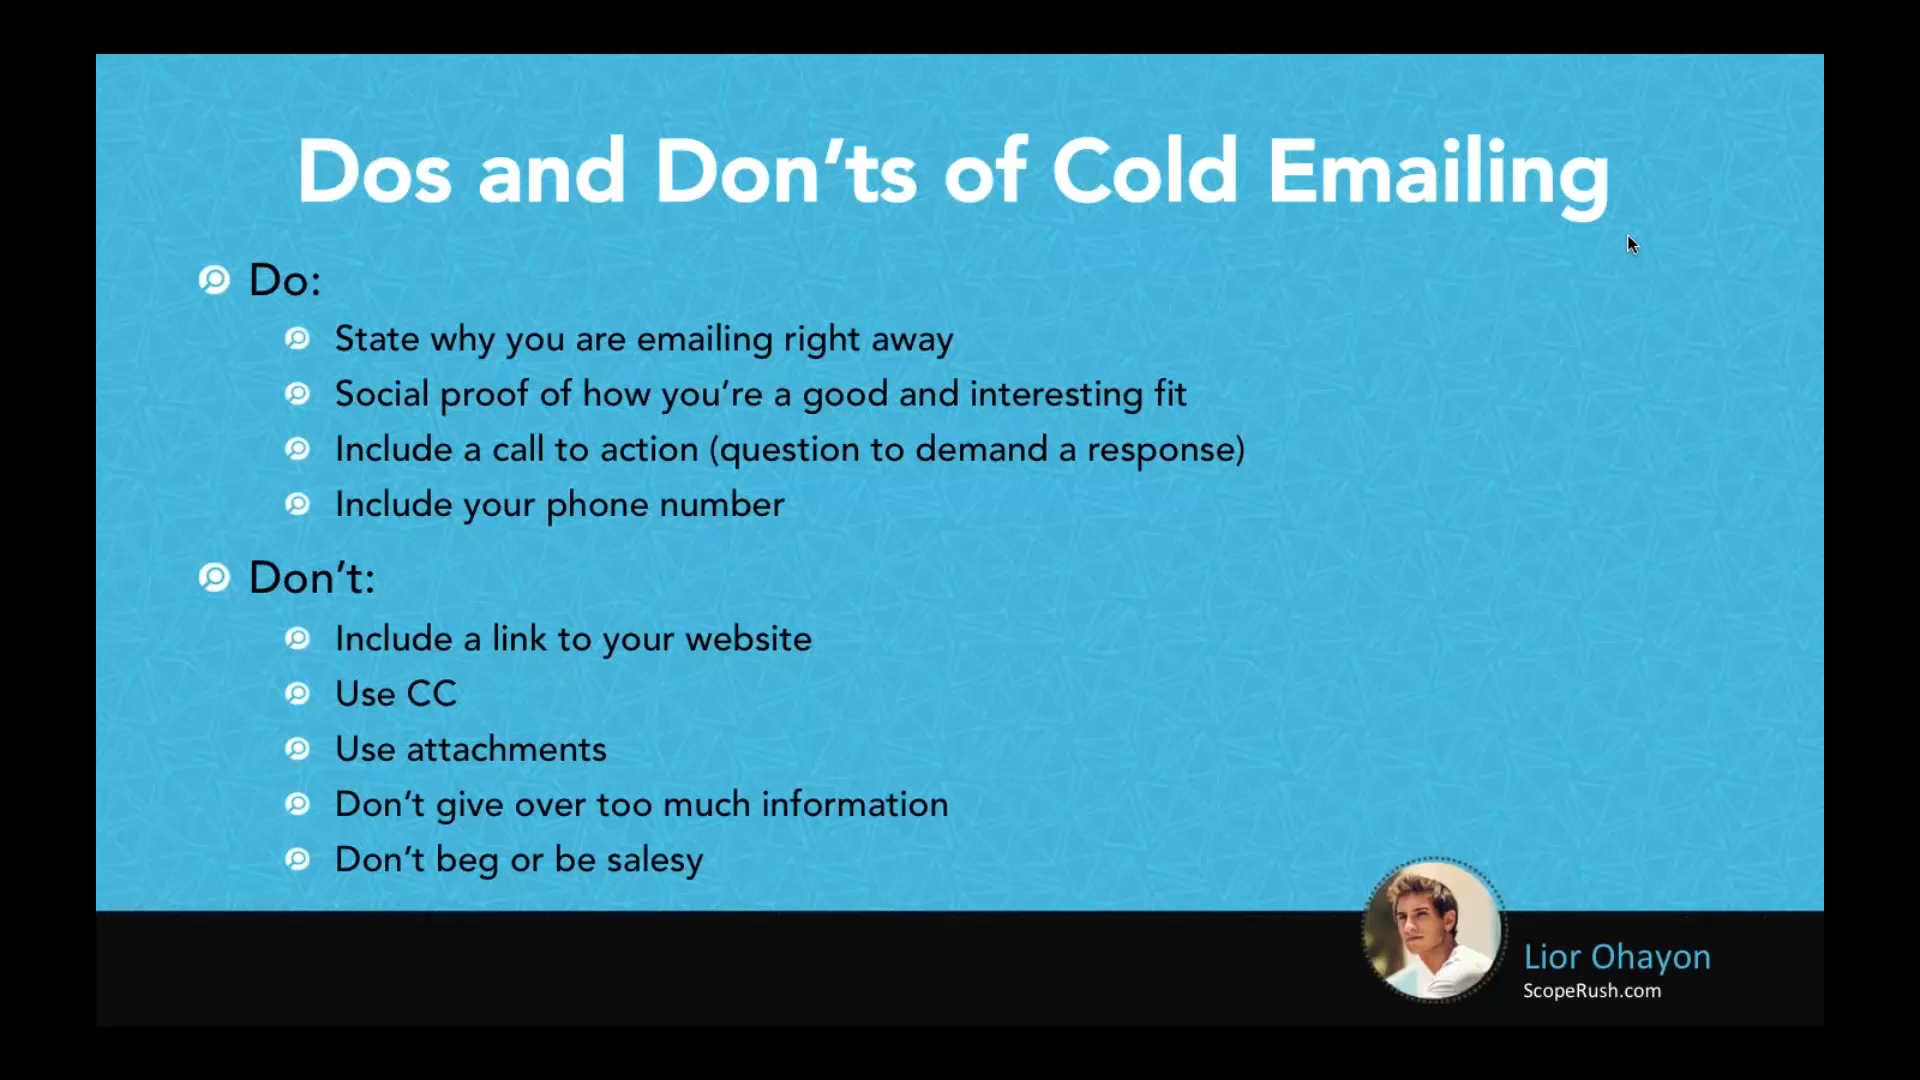 Dos and Don’ts of Cold Emailing
Do:
State why you are emailing right away
Social proof of how you’re a good and interesting fit
Include a call to action (question to demand a response)
Include your phone number
Don’t:
Include a link to your website
Use CC
Use attachments
Don’t give over too much information
Don’t beg or be salesy
Lior Ohayon
ScopeRush.com